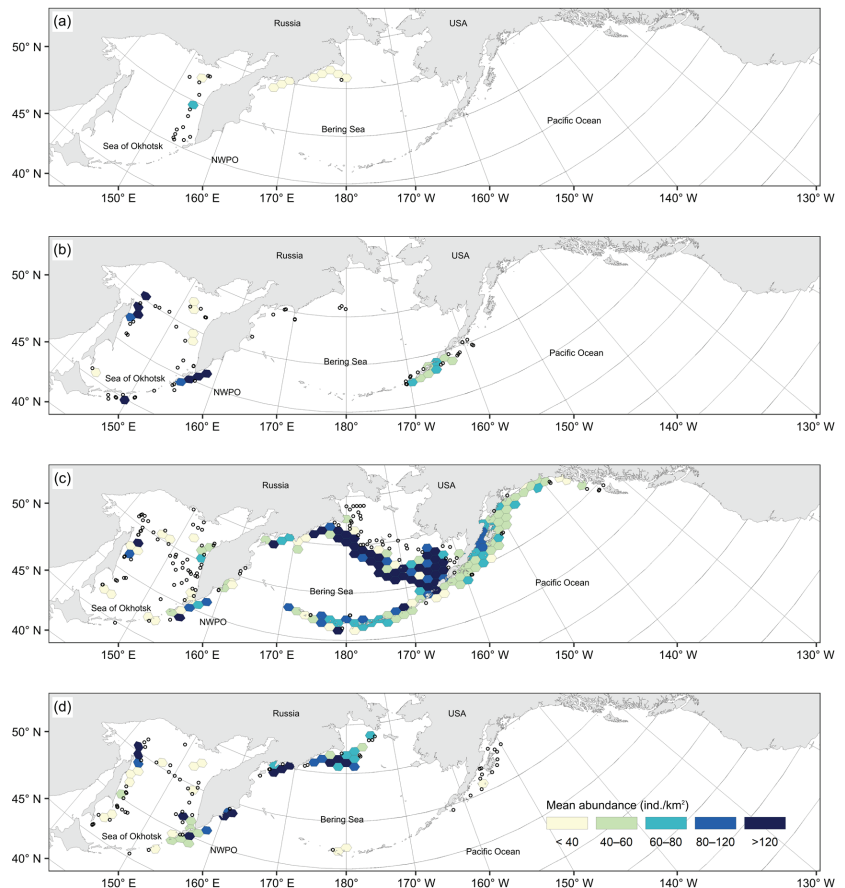 (a)
Russia USA
50° N
45° N
Bering Sea Pacific Ocean
Sea of Okhotsk
NWPO
40° N
150° E 160° E 170° E 180° 170° W 160° W 150° W 140° W 130° W
(b)
Russia USA
50° N
45° N
Bering Sea Pacific Ocean
Sea of Okhotsk
NWPO
40° N
150° E 160° E 170° E 180° 170° W 160° W 150° W 140° W 130° W
(c)
Russia USA
50° N
45° N
Bering Sea Pacific Ocean
Sea of Okhotsk
NWPO
40° N
150° E 160° E 170° E 180° 170° W 160° W 150° W 140° W 130° W
(d)
Russia USA
50° N
45° N
Mean abundance (ind./km²)
Bering Sea
Sea of Okhotsk
< 40 40–60 60–80 80–120 >120
NWPO Pacific Ocean
40° N
150° E 160° E 170° E 180° 170° W 160° W 150° W 140° W 130° W